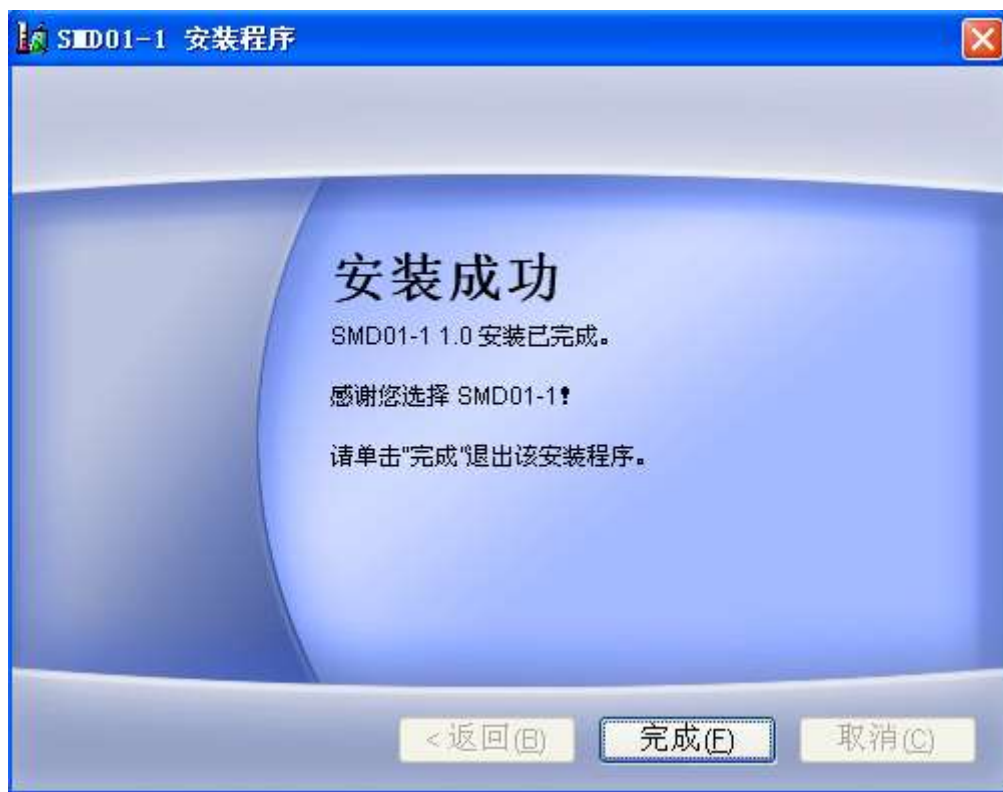 SMD01-1 安装程序
安装成功
SMD01-1 1.0 安装已完成。
感谢您选择 SMD01-1！
请单击"完成"退出该安装程序。
<返回(B) 完成(F) 取消(C)